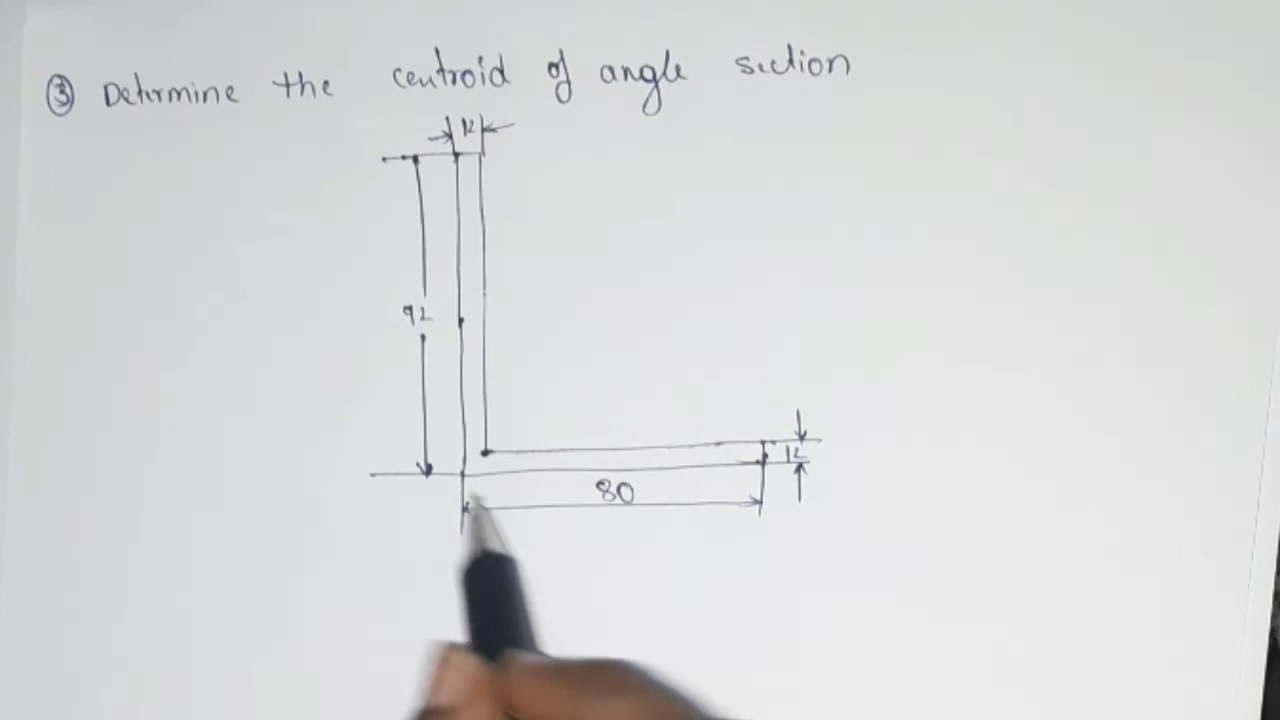 ③ Determine the centroid of angle section
12
92
12
80